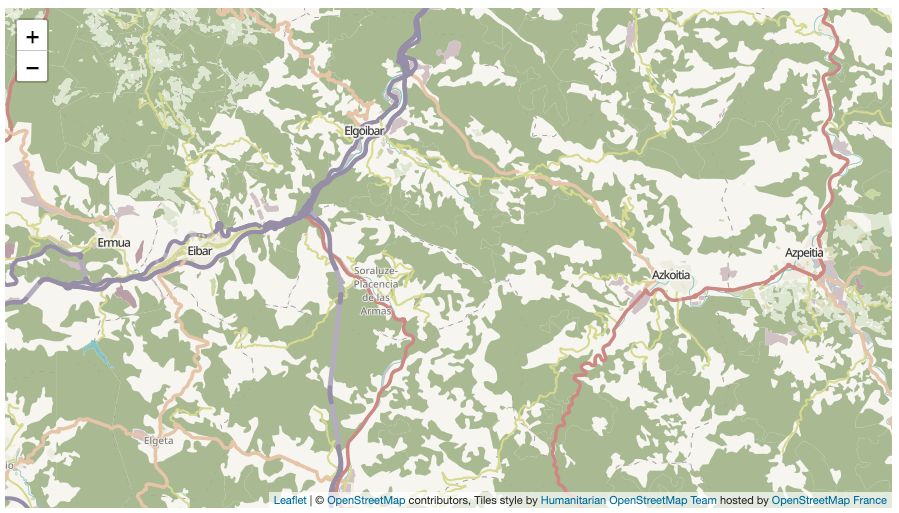 +
−
Elgoibar
Ermua
Eibar
Azpeitia
Soraluze-
Placencia
de las
Armas
Azkoitia
Elgeta
io
Leaflet | © OpenStreetMap contributors, Tiles style by Humanitarian OpenStreetMap Team hosted by OpenStreetMap France